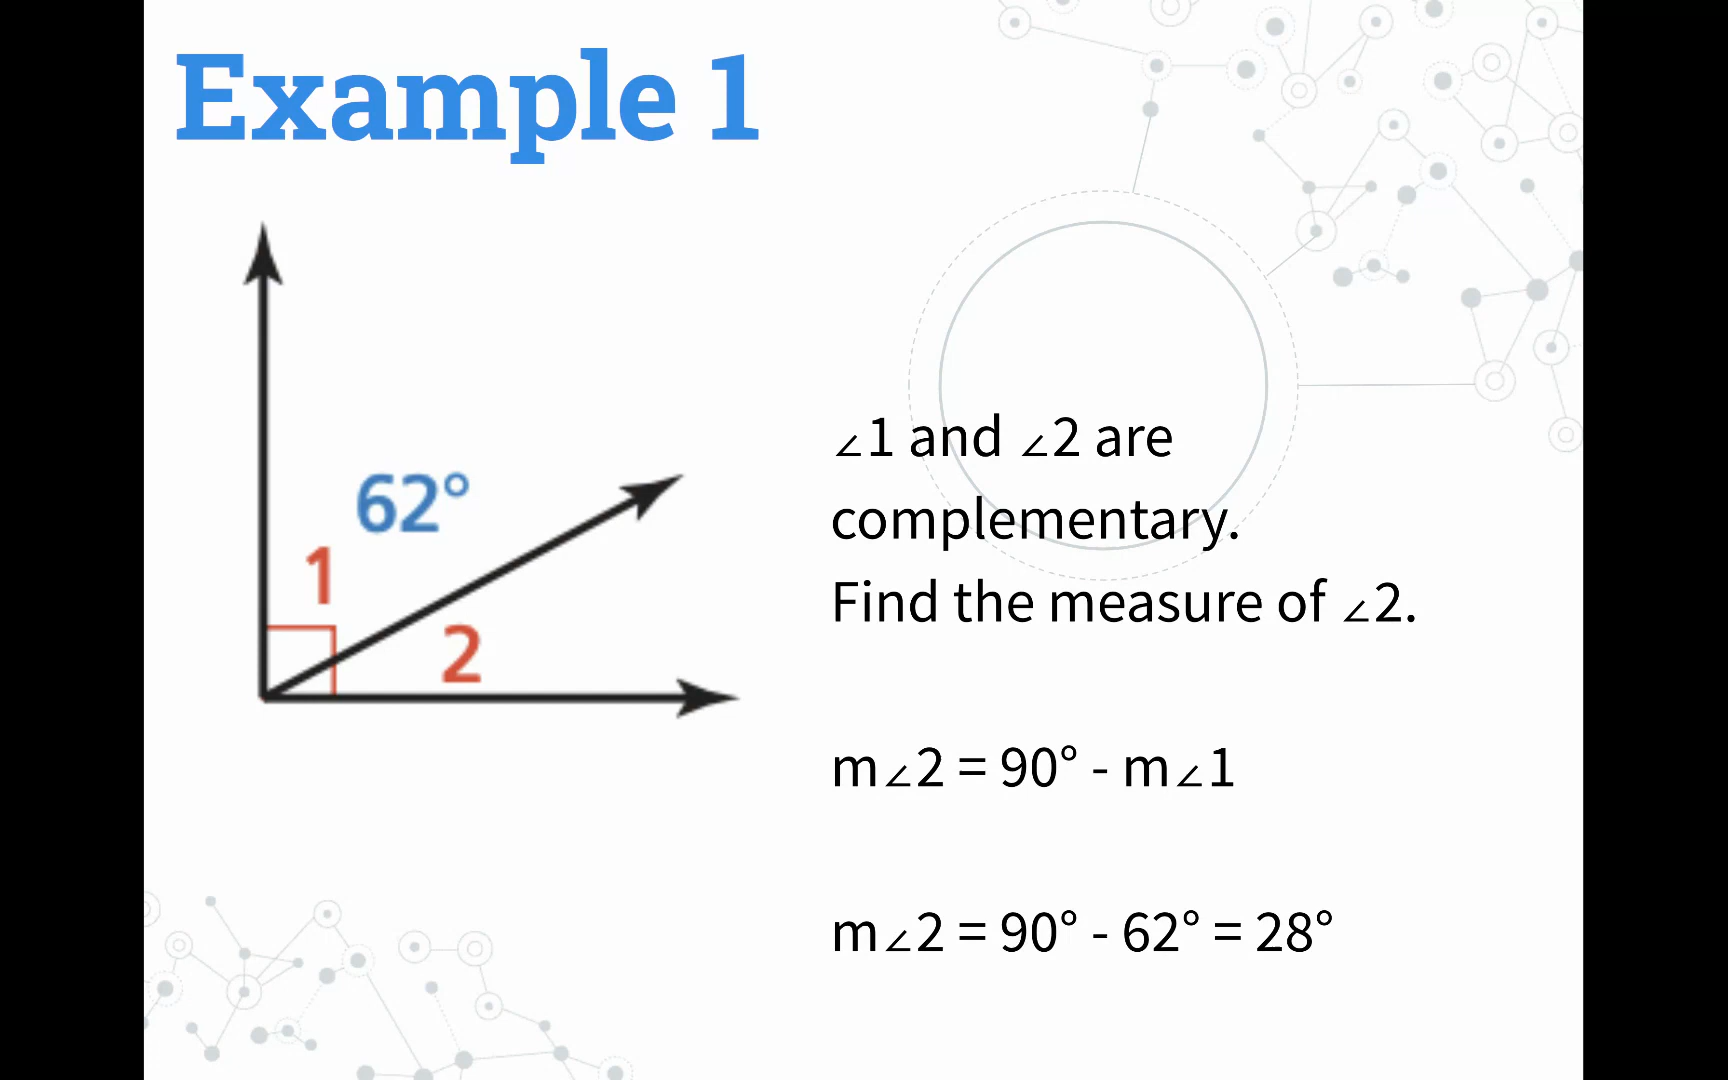 Example 1
62°
1
2
∠1 and ∠2 are
complementary.
Find the measure of ∠2.
m∠2 = 90° - m∠1
m∠2 = 90° - 62° = 28°